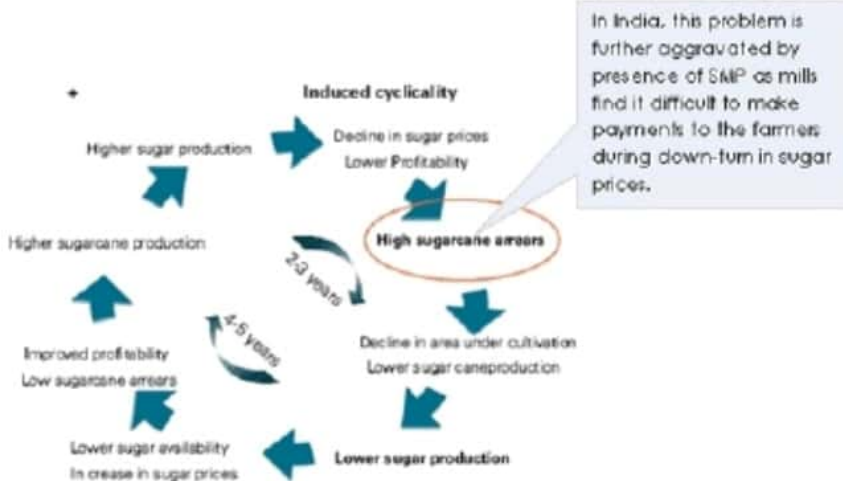 In India, this problem is
further aggravated by
presence of SMP as mills
find it difficult to make
payments to the farmers
during down-turn in sugar
prices.
+
Induced cyclicality
Higher sugar production
Decline in sugar prices
Lower Profitability
Higher sugarcane production
High sugarcane arrears
2-3 years
4-5 years
Decline in area under cultivation
Lower sugar caneproduction
Improved profitability
Low sugarcane arrears
Lower sugar availability
In crease in sugar prices
Lower sugar production